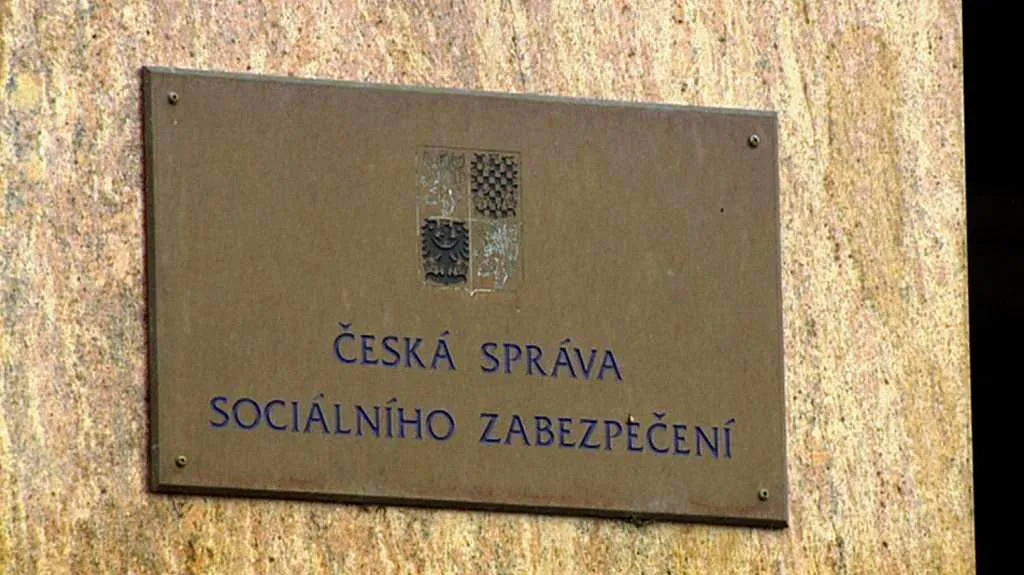 ČESKÁ SPRÁVA
SOCIÁLNÍHO ZABEZPEČENÍ